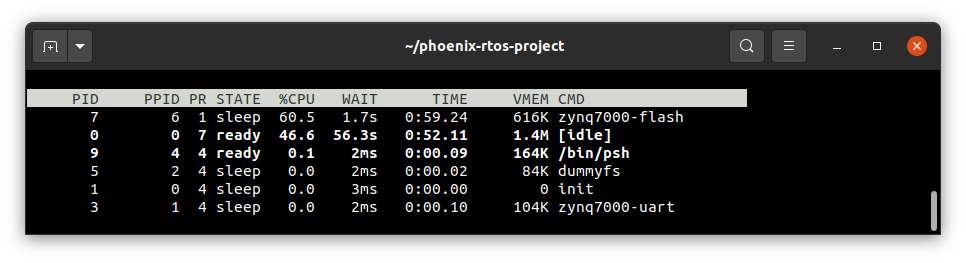 ~/phoenix-rtos-project
PID PPID PR STATE %CPU WAIT TIME VMEM CMD
7 6 1 sleep 60.5 1.7s 0:59.24 616K zynq7000-flash
0 0 7 ready 46.6 56.3s 0:52.11 1.4M [idle]
9 4 4 ready 0.1 2ms 0:00.09 164K /bin/psh
5 2 4 sleep 0.0 2ms 0:00.02 84K dummyfs
1 0 4 sleep 0.0 3ms 0:00.00 0 init
3 1 4 sleep 0.0 2ms 0:00.10 104K zynq7000-uart